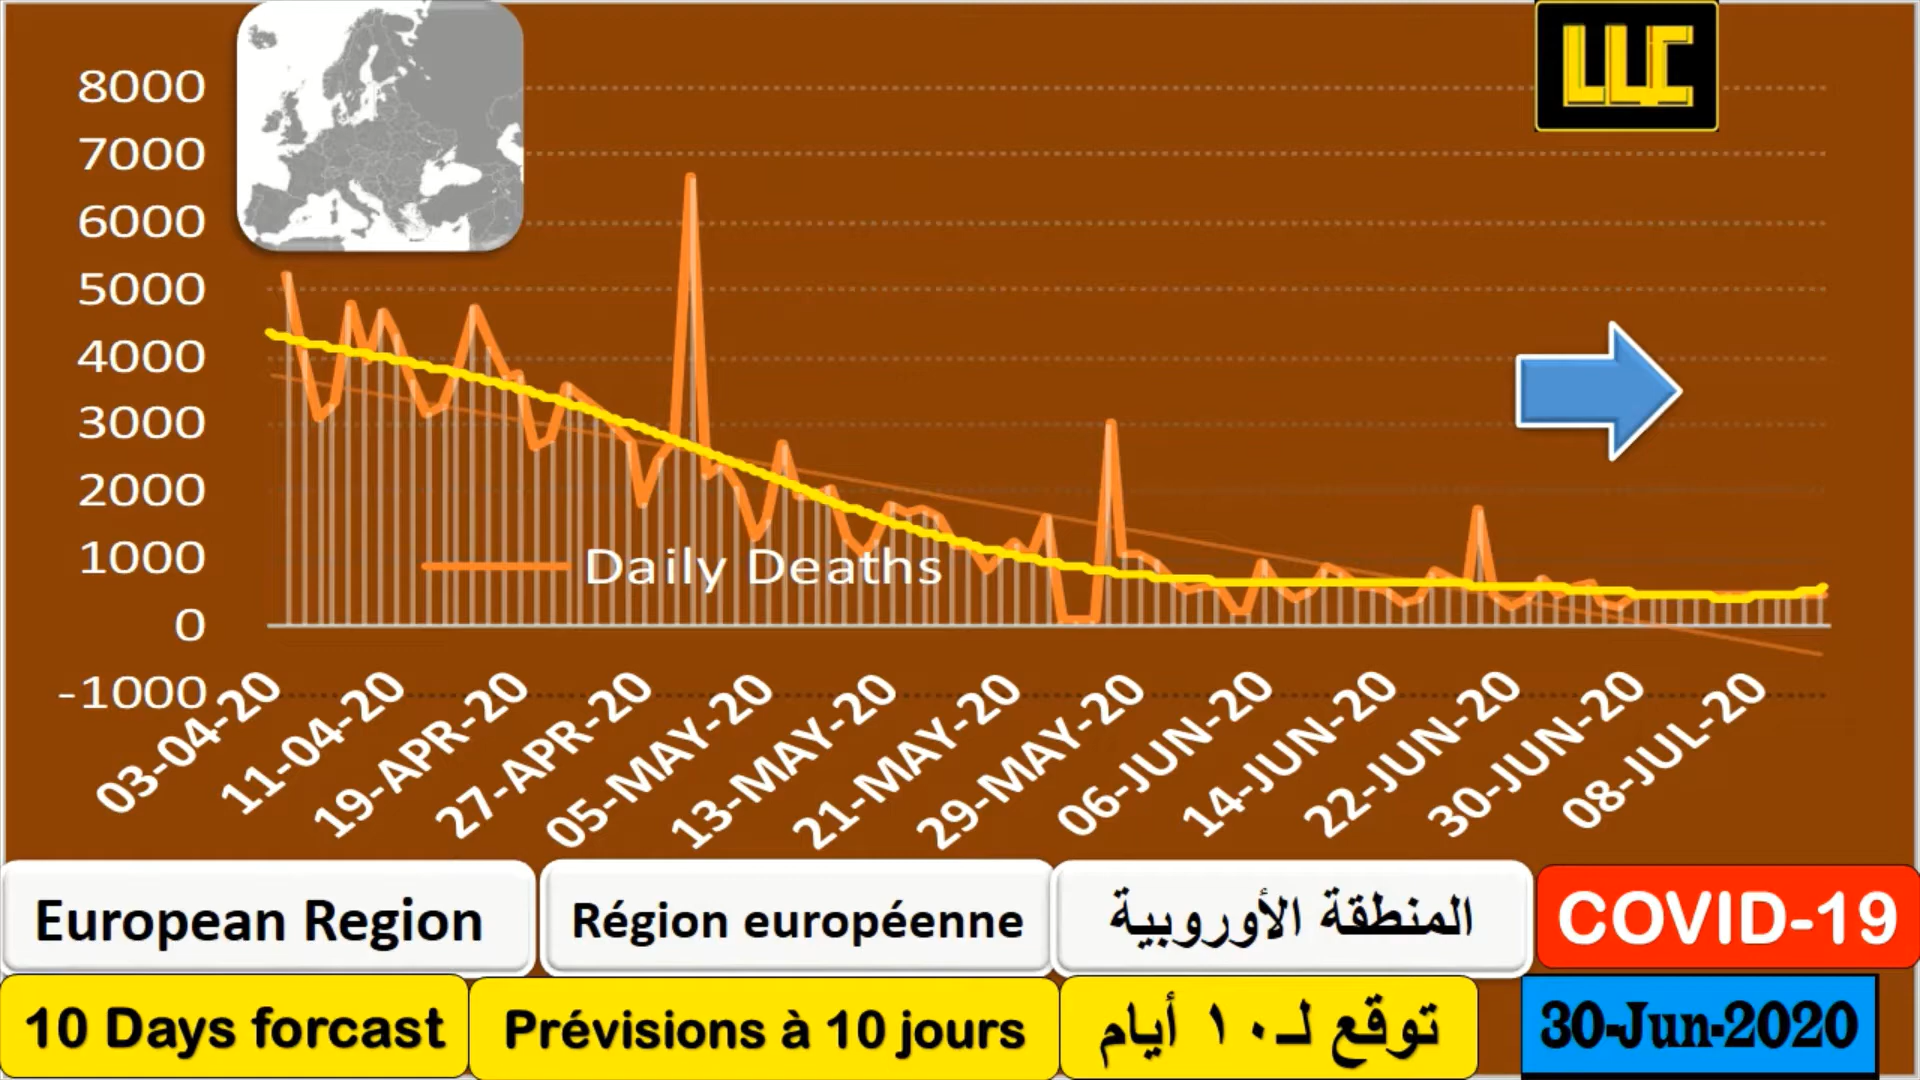 LLC
8000
7000
6000
5000
4000
3000
2000
1000
0
-1000
Daily Deaths
03-04-20
11-04-20
19-APR-20
27-APR-20
05-MAY-20
13-MAY-20
21-MAY-20
29-MAY-20
06-JUN-20
14-JUN-20
22-JUN-20
30-JUN-20
08-JUL-20
European Region
Région européenne
المنطقة الأوروبية
COVID-19
10 Days forcast
Prévisions à 10 jours
توقع لـ١٠ أيام
30-Jun-2020